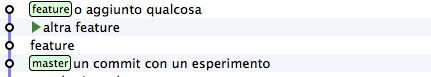 feature o aggiunto qualcosa
altra feature
feature
master un commit con un esperimento